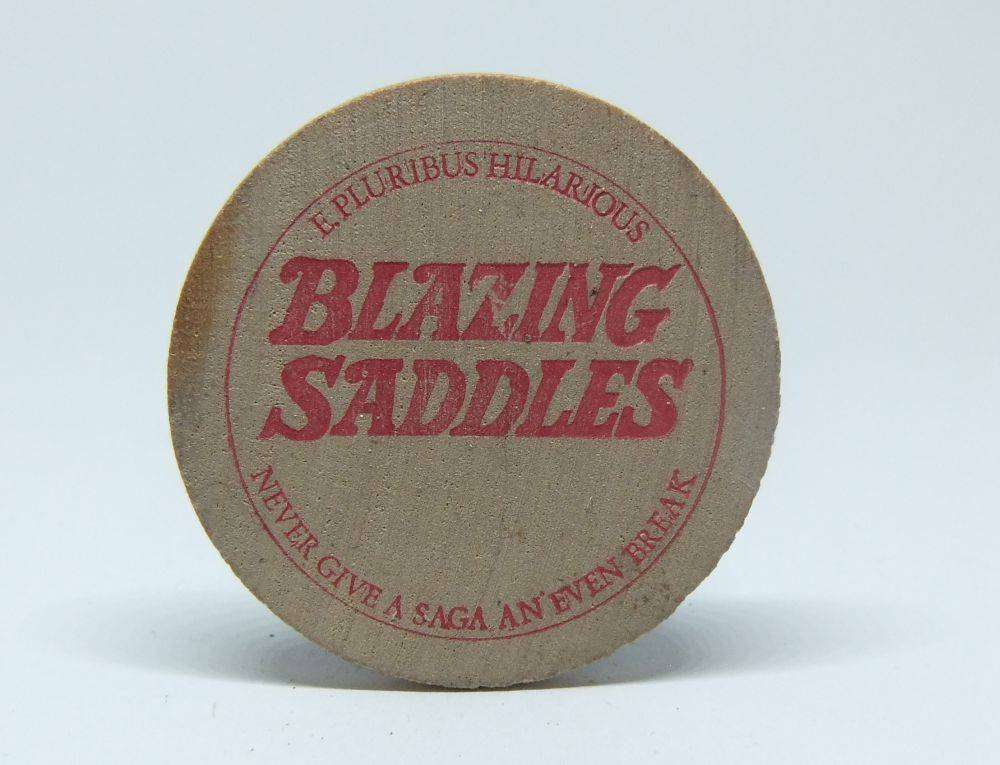 E. PLURIBUS HILARIOUS
BLAZING
SADDLES
NEVER GIVE A SAGA AN EVEN BREAK